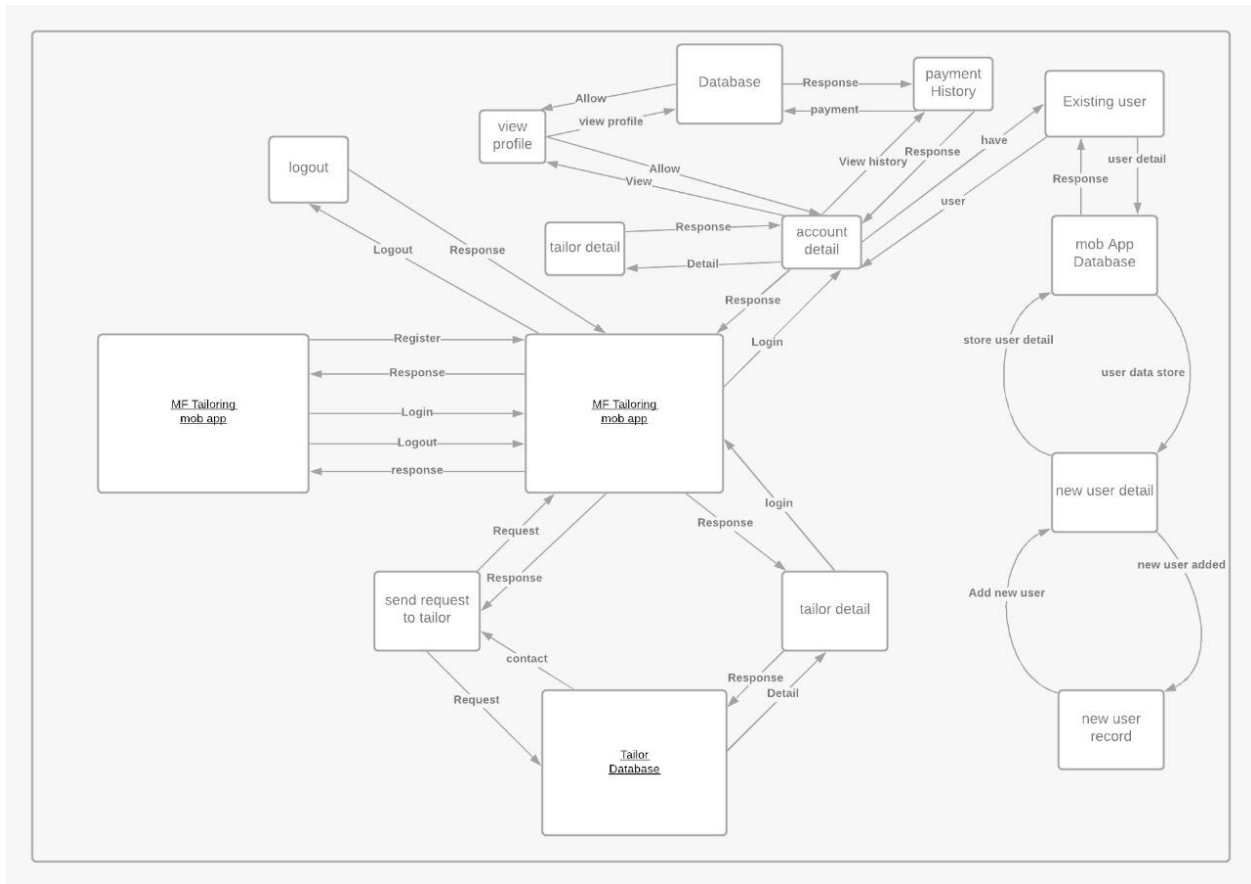 Database
Response
payment
History
Existing user
Allow
view profile
payment
view
profile
have
user detail
logout
Allow
View history
Response
Response
View
user
tailor detail
Response
account
detail
mob App
Database
Logout
Response
Detail
Response
Register
Login
store user detail
Response
user data store
MF Tailoring
mob app
Login
MF Tailoring
mob app
Logout
response
new user detail
login
Request
Response
Response
new user added
send request
to tailor
tailor detail
Add new user
contact
Response
Request
Detail
new user
record
Tailor
Database